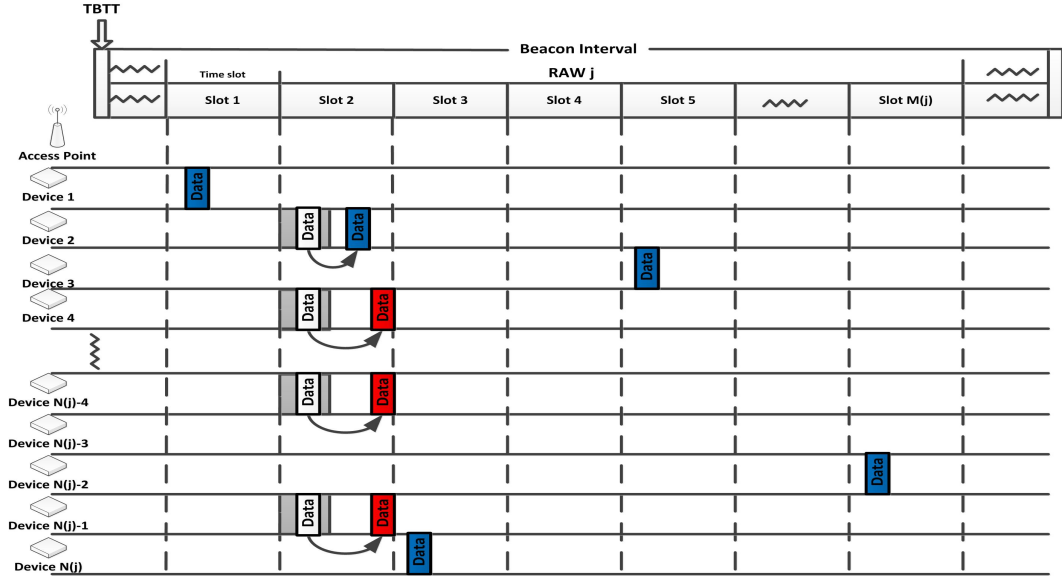 TBTT
Beacon Interval
Time slot
RAW j
Slot 1
Slot 2
Slot 3
Slot 4
Slot 5
Slot M(j)
Access Point
Device 1
Data
Device 2
Data
Data
Device 3
Data
Device 4
Data
Data
Device N(j)-4
Data
Data
Device N(j)-3
Device N(j)-2
Data
Device N(j)-1
Data
Data
Device N(j)
Data